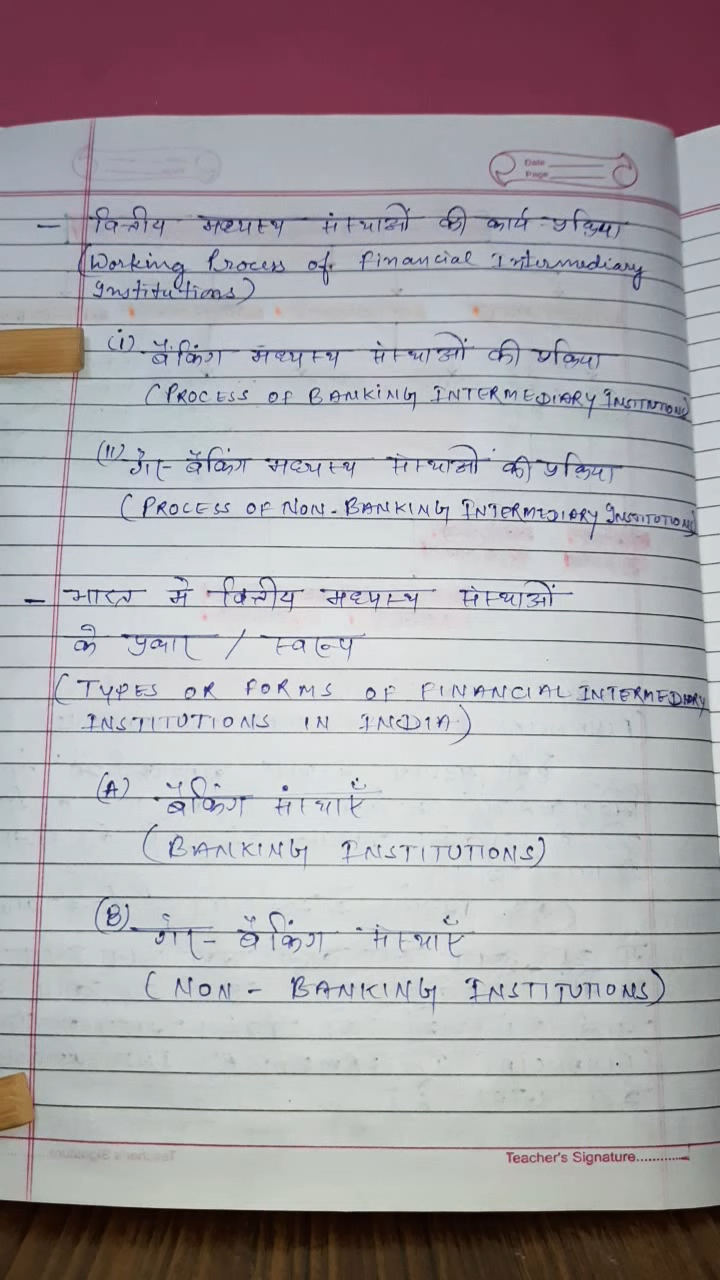 Date
Page
- वित्तीय मध्यस्थ संस्थाओं की कार्य प्रक्रिया
(Working Process of Financial Intermediary
Institutions)
(i) बैंकिंग मध्यस्थ संस्थाओं की प्रक्रिया
(PROCESS OF BANKING INTERMEDIARY INSTITUTIONS)
(II) गैर- बैंकिंग मध्यस्थ संस्थाओं की प्रक्रिया
(PROCESS OF NON-BANKING INTERMEDIARY INSTITUTIONS)
- भारत में वित्तीय मध्यस्थ संस्थाओं
के प्रकार / स्वरूप
(TYPES OR FORMS OF FINANCIAL INTERMEDIARY
INSTITUTIONS IN INDIA)
(A) बैंकिंग संस्थाएँ
(BANKING INSTITUTIONS)
(B) गैर- बैंकिंग संस्थाएँ
(NON - BANKING INSTITUTIONS)
Teacher's Signature.............